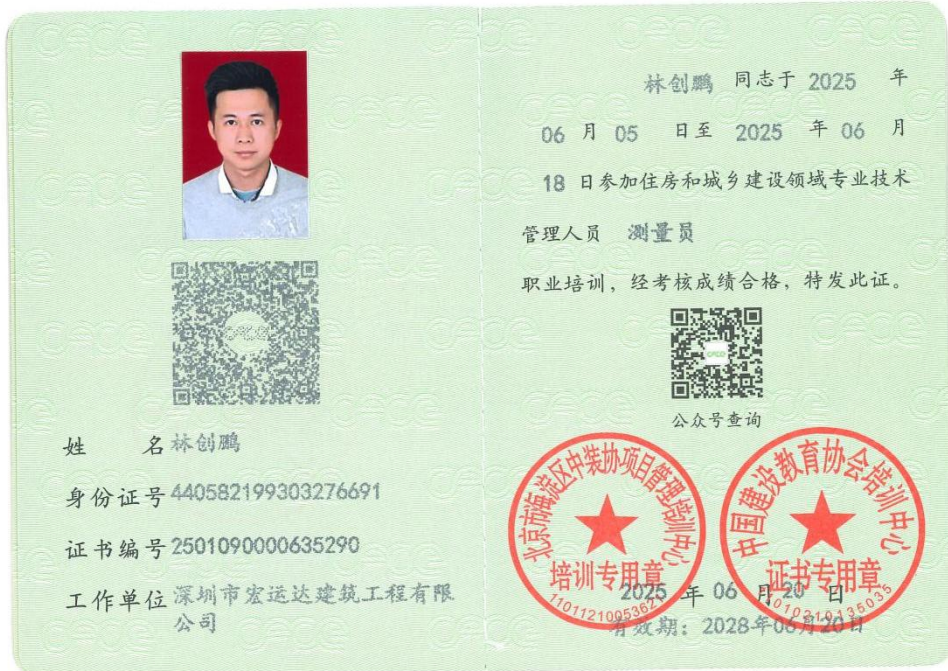 林创鹏 同志于 2025 年
06 月 05 日至 2025 年 06 月
18 日参加住房和城乡建设领域专业技术
管理人员 测量员
职业培训，经考核成绩合格，特发此证。
公众号查询
姓 名 林创鹏
身份证号 440582199303276691
证书编号 2501090000635290
工作单位 深圳市宏送达建筑工程有限
公司
北京市海淀区中装协项目管理培训中心
培训专用章
中国建设教育协会培训中心
证书专用章
11010210135035
2025 年 06 月 20 日
有效期：2028年06月20日